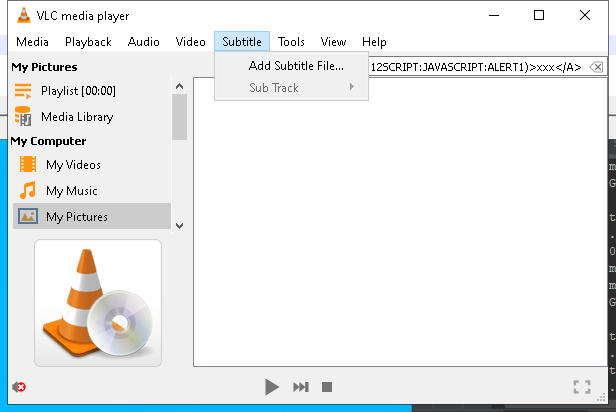 VLC media player
Media Playback Audio Video Subtitle Tools View Help
Add Subtitle File...
Sub Track
12SCRIPT:JAVASCRIPT:ALERT1)>xxx</A>
My Pictures
Playlist [00:00]
Media Library
My Computer
My Videos
My Music
My Pictures